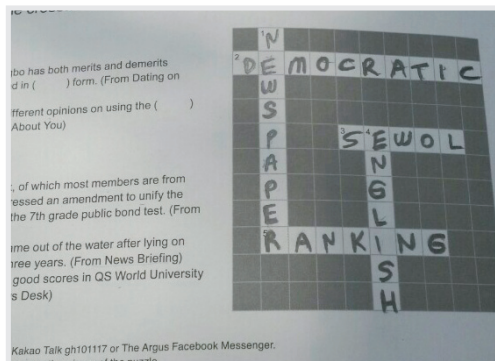 has both merits and demerits
d in ( ) form. (From Dating on
fferent opinions on using the ( )
About You)
, of which most members are from
ressed an amendment to unify the
the 7th grade public bond test. (From
me out of the water after lying on
ree years. (From News Briefing)
good scores in QS World University
s Desk)
Kakao Talk gh101117 or The Argus Facebook Messenger.
1 NEWSPAPER
2 DEMOCRATIC
3 SEWOL
4 ENGLISH
RANKING